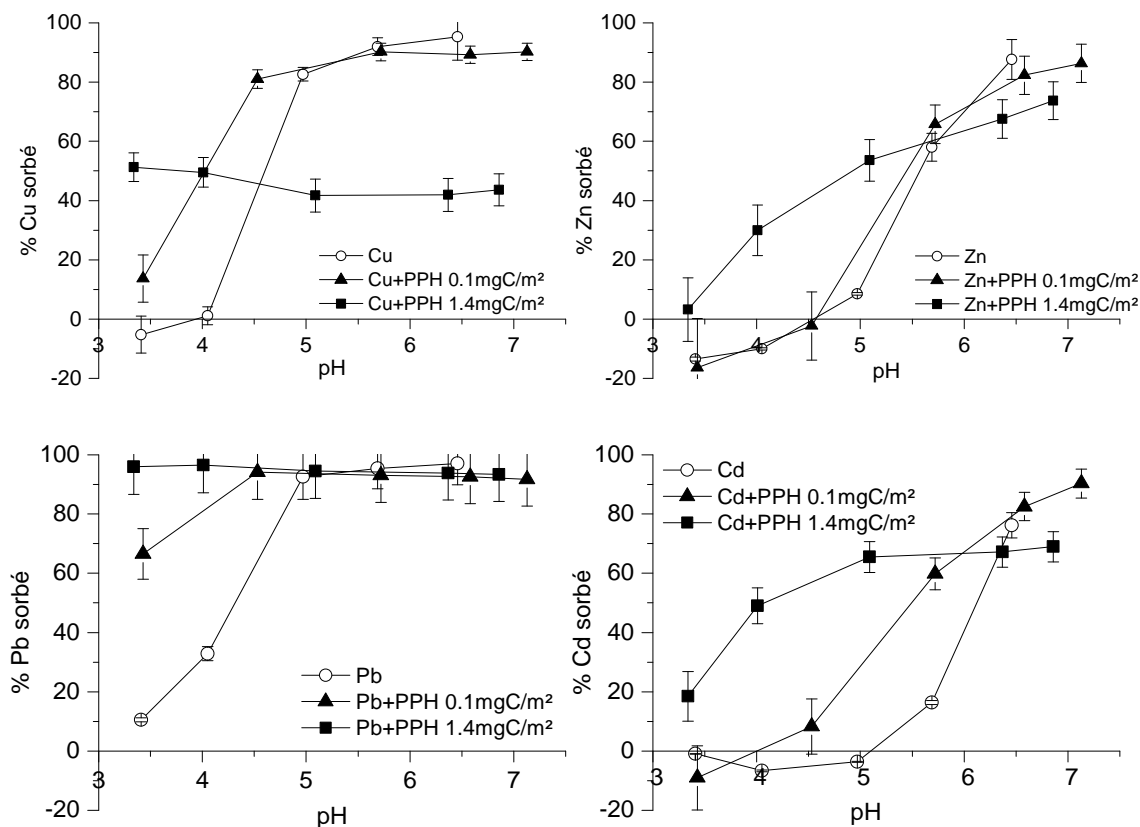 100
80
60
40
20
0
-20
% Cu sorbé
3 4 5 6 7
pH
Cu
Cu+PPH 0.1mgC/m²
Cu+PPH 1.4mgC/m²
100
80
60
40
20
0
-20
% Zn sorbé
3 4 5 6 7
pH
Zn
Zn+PPH 0.1mgC/m²
Zn+PPH 1.4mgC/m²
100
80
60
40
20
0
-20
% Pb sorbé
3 4 5 6 7
pH
Pb
Pb+PPH 0.1mgC/m²
Pb+PPH 1.4mgC/m²
100
80
60
40
20
0
-20
% Cd sorbé
3 4 5 6 7
pH
Cd
Cd+PPH 0.1mgC/m²
Cd+PPH 1.4mgC/m²